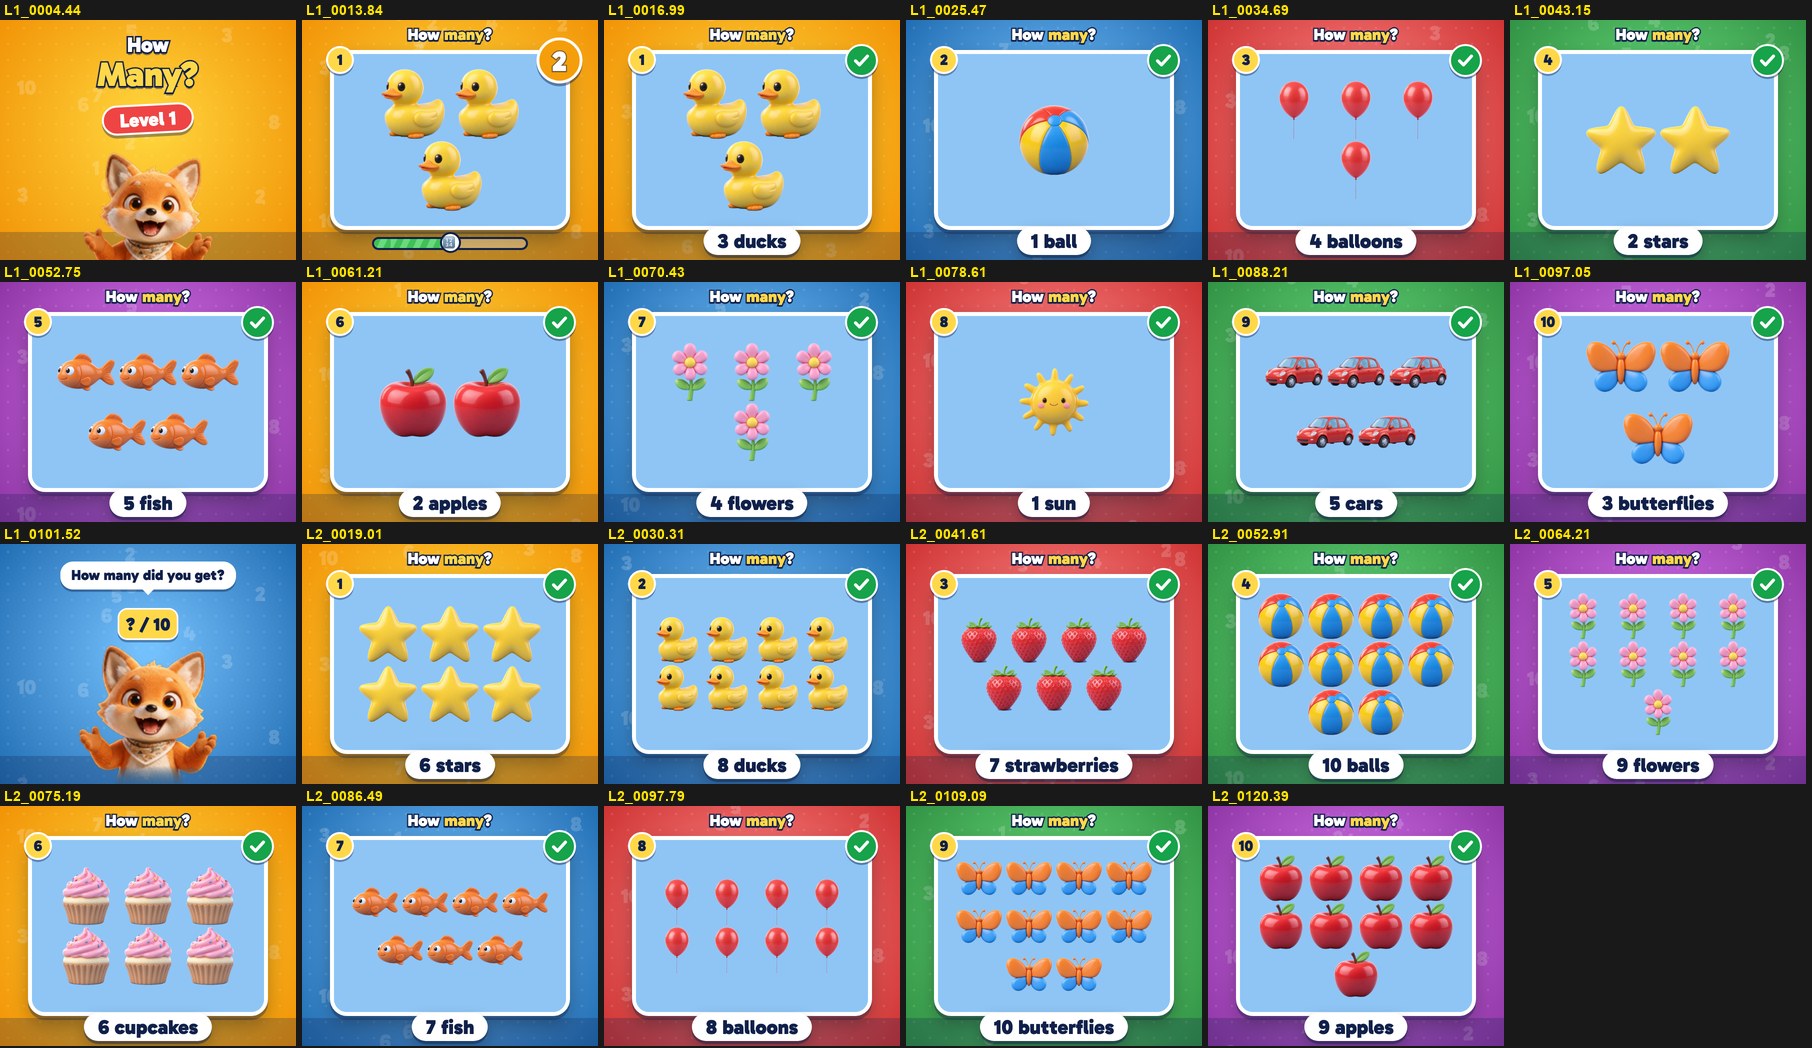 L1_0004.44
How
Many?
Level 1
L1_0013.84
How many?
1
2
L1_0016.99
How many?
1
3 ducks
L1_0025.47
How many?
2
1 ball
L1_0034.69
How many?
3
4 balloons
L1_0043.15
How many?
4
2 stars
L1_0052.75
How many?
5
5 fish
L1_0061.21
How many?
6
2 apples
L1_0070.43
How many?
7
4 flowers
L1_0078.61
How many?
8
1 sun
L1_0088.21
How many?
9
5 cars
L1_0097.05
How many?
10
3 butterflies
L1_0101.52
How many did you get?
? / 10
L2_0019.01
How many?
1
6 stars
L2_0030.31
How many?
2
8 ducks
L2_0041.61
How many?
3
7 strawberries
L2_0052.91
How many?
4
10 balls
L2_0064.21
How many?
5
9 flowers
L2_0075.19
How many?
6
6 cupcakes
L2_0086.49
How many?
7
7 fish
L2_0097.79
How many?
8
8 balloons
L2_0109.09
How many?
9
10 butterflies
L2_0120.39
How many?
10
9 apples